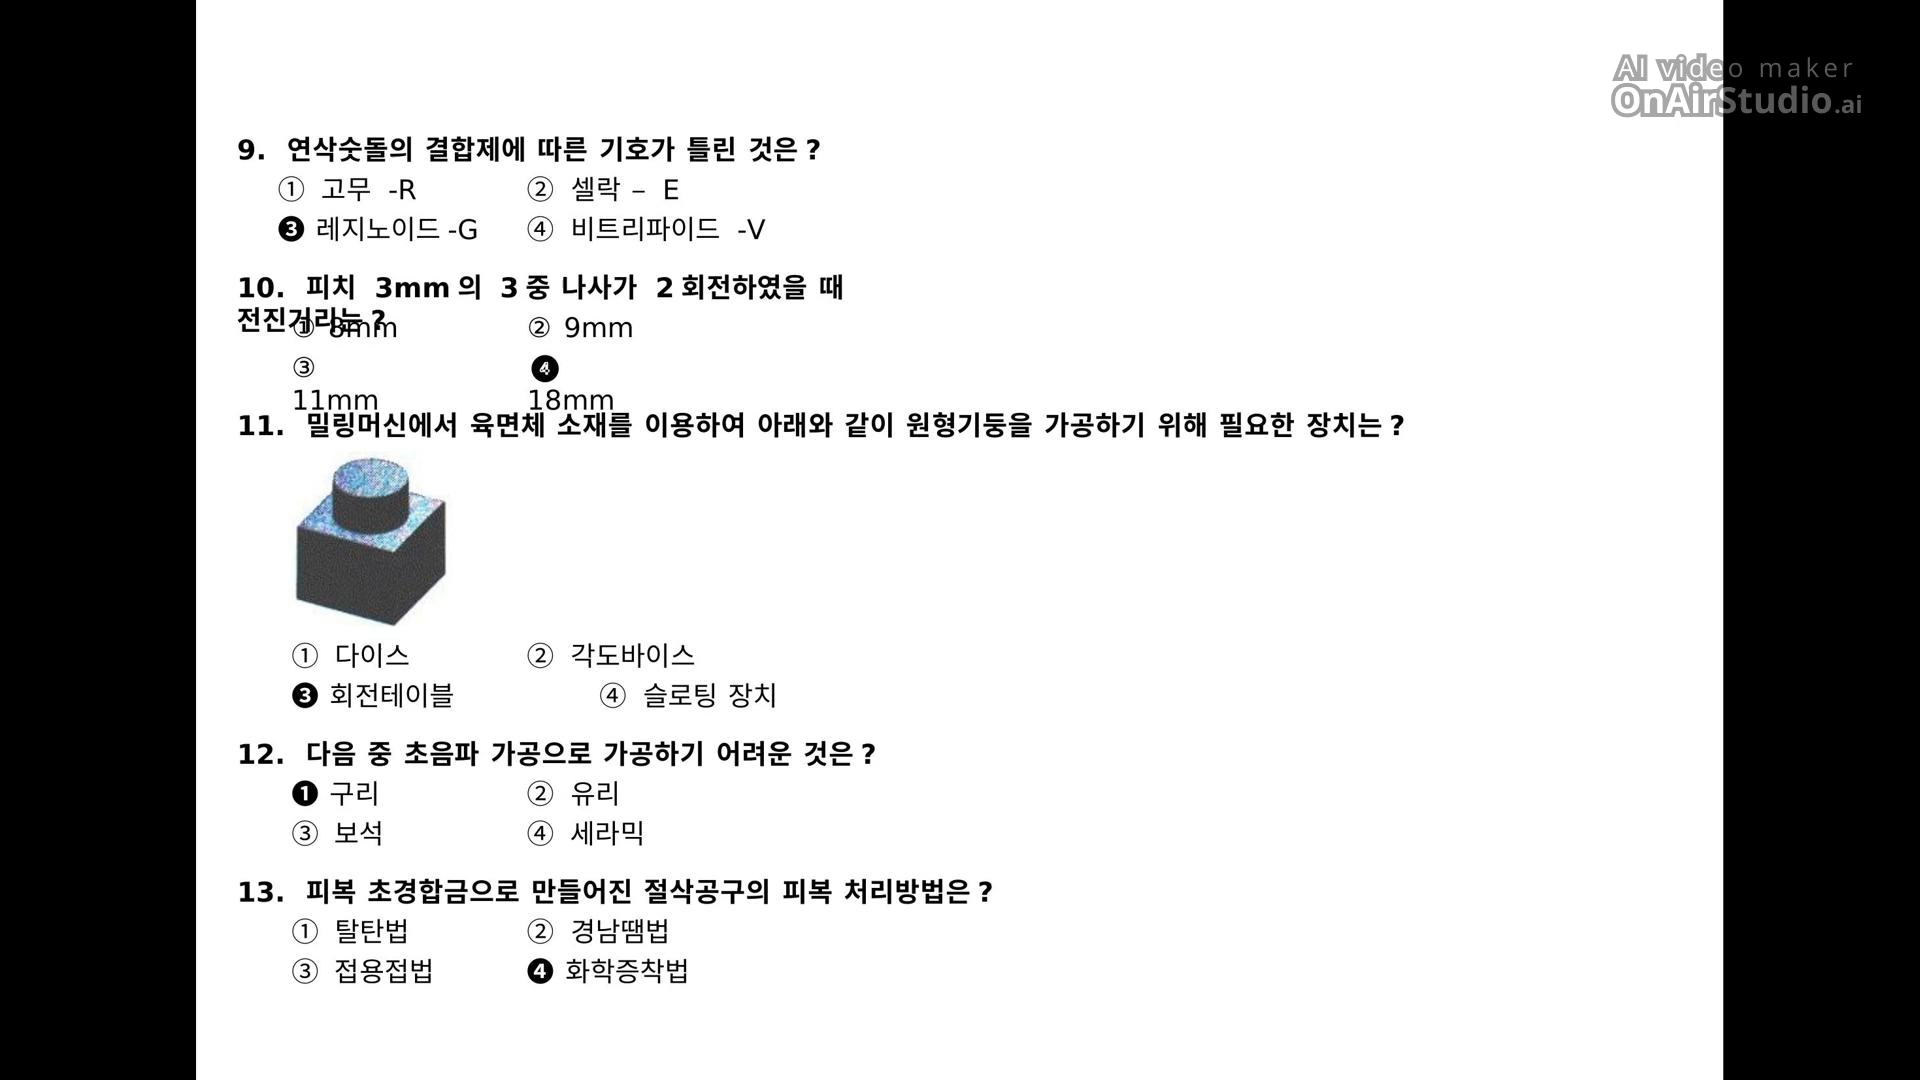 AI video maker
OnAirStudio.ai
9. 연삭숫돌의 결합제에 따른 기호가 틀린 것은 ?
① 고무 -R ② 셀락 – E
❸ 레지노이드 -G ④ 비트리파이드 -V
10. 피치 3mm 의 3 중 나사가 2 회전하였을 때
전진거리는 ?
① 8mm ② 9mm
③ ❹
11mm 18mm
11. 밀링머신에서 육면체 소재를 이용하여 아래와 같이 원형기둥을 가공하기 위해 필요한 장치는 ?
① 다이스 ② 각도바이스
❸ 회전테이블 ④ 슬로팅 장치
12. 다음 중 초음파 가공으로 가공하기 어려운 것은 ?
❶ 구리 ② 유리
③ 보석 ④ 세라믹
13. 피복 초경합금으로 만들어진 절삭공구의 피복 처리방법은 ?
① 탈탄법 ② 경남땜법
③ 접용접법 ❹ 화학증착법